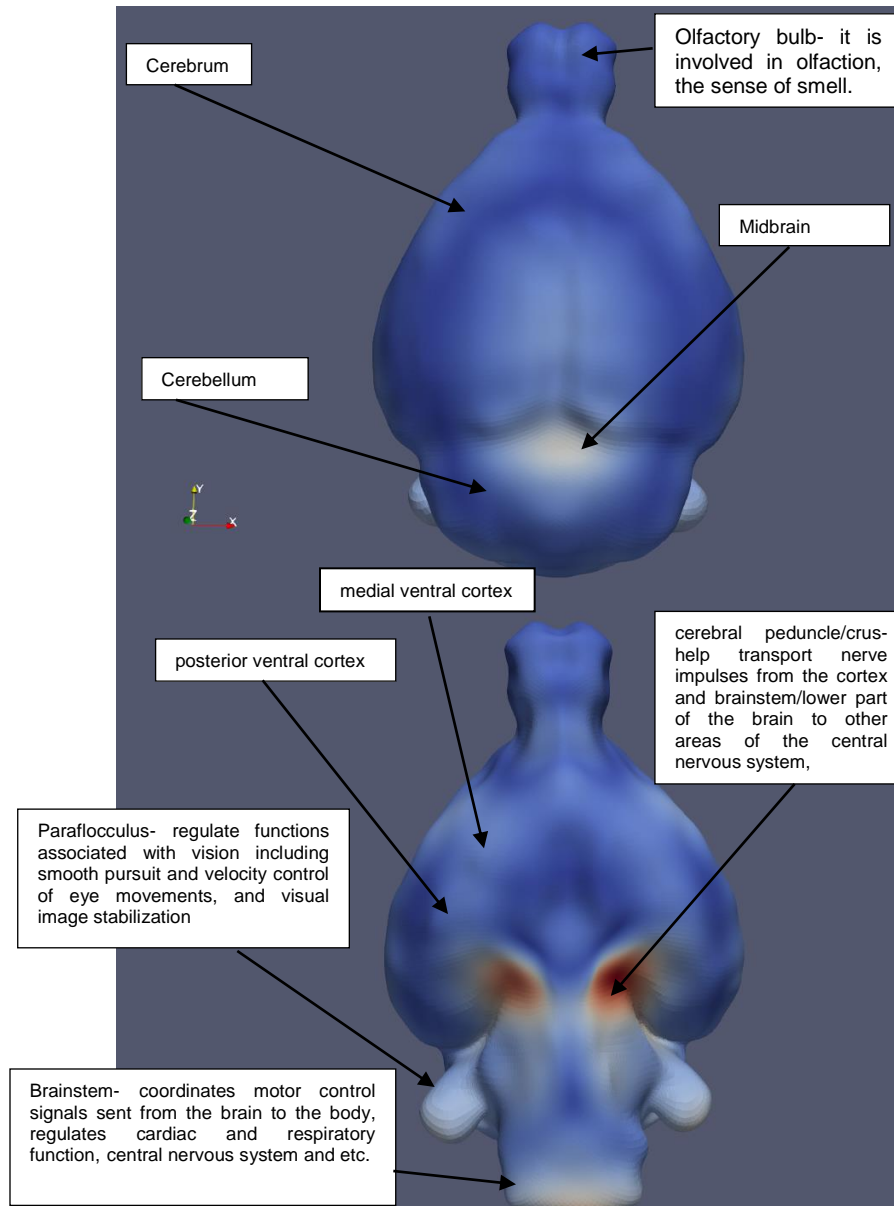 Olfactory bulb- it is
involved in olfaction,
the sense of smell.
Cerebrum
Midbrain
Cerebellum
Y
Z
X
medial ventral cortex
posterior ventral cortex
cerebral peduncle/crus-
help transport nerve
impulses from the cortex
and brainstem/lower part
of the brain to other
areas of the central
nervous system,
Paraflocculus- regulate functions
associated with vision including
smooth pursuit and velocity control
of eye movements, and visual
image stabilization
Brainstem- coordinates motor control
signals sent from the brain to the body,
regulates cardiac and respiratory
function, central nervous system and etc.